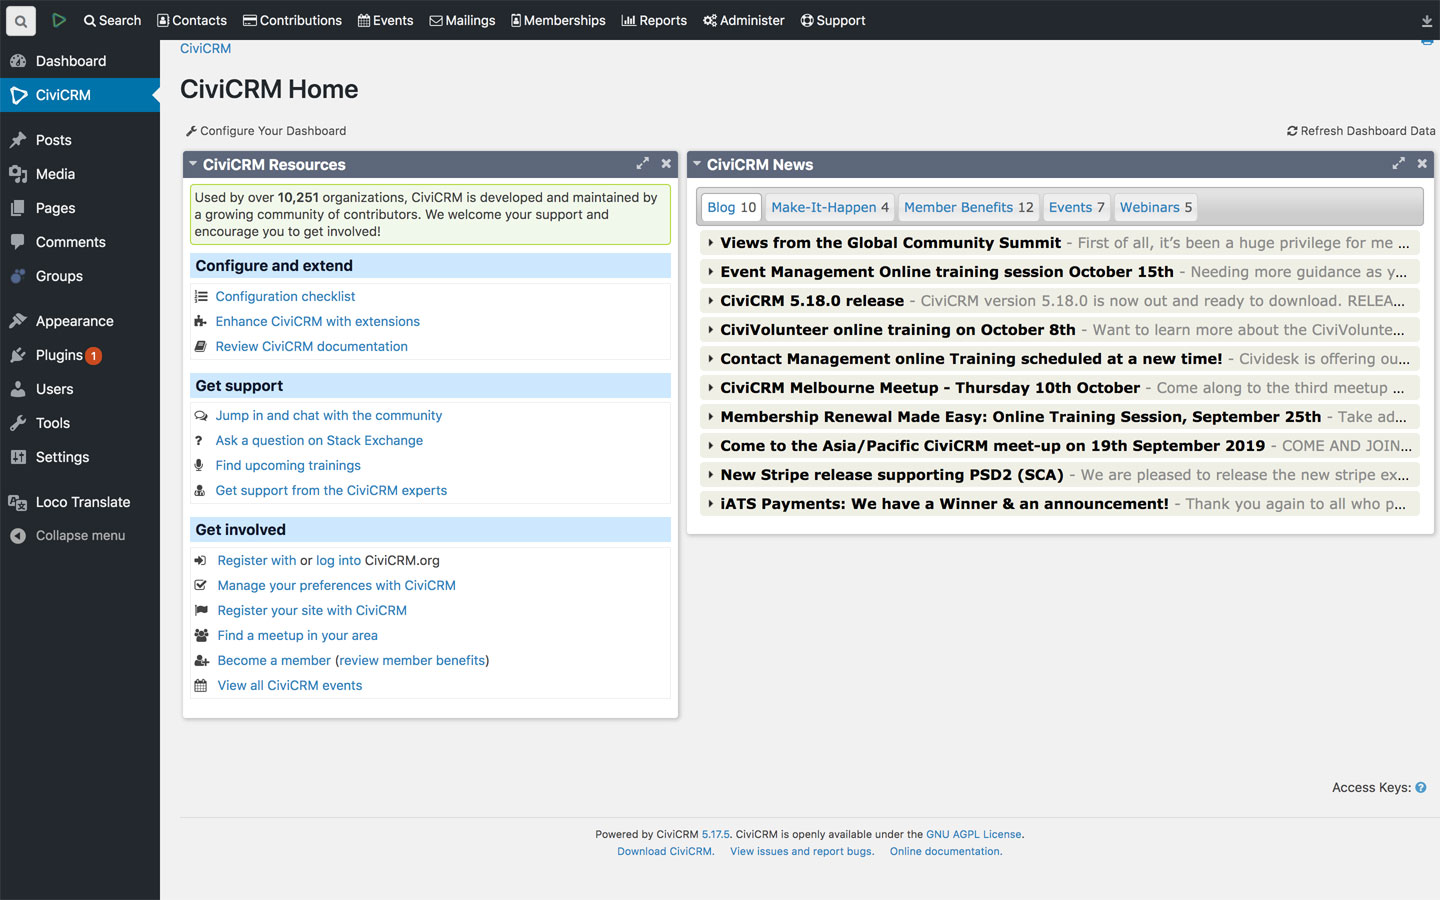 Search Contacts Contributions Events Mailings Memberships Reports Administer Support
Dashboard
CiviCRM
Posts
Media
Pages
Comments
Groups
Appearance
Plugins 1
Users
Tools
Settings
Loco Translate
Collapse menu
CiviCRM
CiviCRM Home
Configure Your Dashboard
Refresh Dashboard Data
CiviCRM Resources
Used by over 10,251 organizations, CiviCRM is developed and maintained by
a growing community of contributors. We welcome your support and
encourage you to get involved!
Configure and extend
Configuration checklist
Enhance CiviCRM with extensions
Review CiviCRM documentation
Get support
Jump in and chat with the community
? Ask a question on Stack Exchange
Find upcoming trainings
Get support from the CiviCRM experts
Get involved
Register with or log into CiviCRM.org
Manage your preferences with CiviCRM
Register your site with CiviCRM
Find a meetup in your area
Become a member (review member benefits)
View all CiviCRM events
CiviCRM News
Blog 10 Make-It-Happen 4 Member Benefits 12 Events 7 Webinars 5
Views from the Global Community Summit - First of all, it’s been a huge privilege for me ...
Event Management Online training session October 15th - Needing more guidance as y...
CiviCRM 5.18.0 release - CiviCRM version 5.18.0 is now out and ready to download. RELEA...
CiviVolunteer online training on October 8th - Want to learn more about the CiviVolunte...
Contact Management online Training scheduled at a new time! - Cividesk is offering ou...
CiviCRM Melbourne Meetup - Thursday 10th October - Come along to the third meetup ...
Membership Renewal Made Easy: Online Training Session, September 25th - Take ad...
Come to the Asia/Pacific CiviCRM meet-up on 19th September 2019 - COME AND JOIN...
New Stripe release supporting PSD2 (SCA) - We are pleased to release the new stripe ex...
iATS Payments: We have a Winner & an announcement! - Thank you again to all who p...
Access Keys: ?
Powered by CiviCRM 5.17.5. CiviCRM is openly available under the GNU AGPL License.
Download CiviCRM. View issues and report bugs. Online documentation.